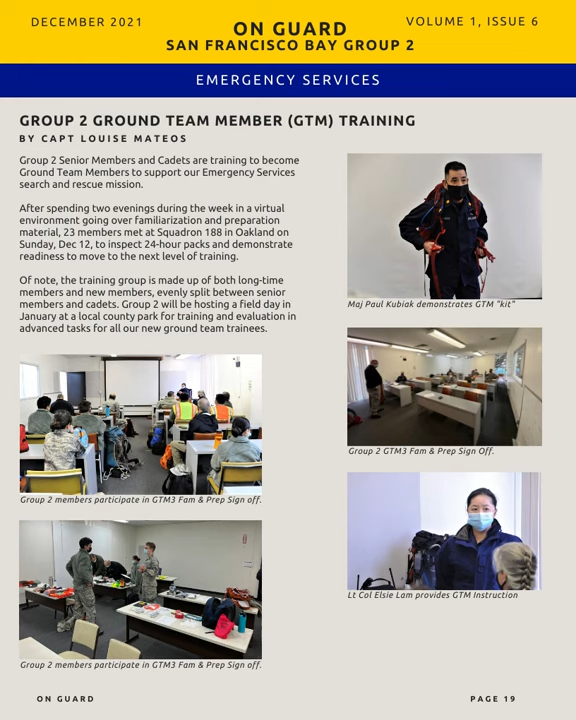 DECEMBER 2021
ON GUARD
VOLUME 1, ISSUE 6
SAN FRANCISCO BAY GROUP 2
EMERGENCY SERVICES
GROUP 2 GROUND TEAM MEMBER (GTM) TRAINING
BY CAPT LOUISE MATEOS
Group 2 Senior Members and Cadets are training to become
Ground Team Members to support our Emergency Services
search and rescue mission.
After spending two evenings during the week in a virtual
environment going over familiarization and preparation
material, 23 members met at Squadron 188 in Oakland on
Sunday, Dec 12, to inspect 24-hour packs and demonstrate
readiness to move to the next level of training.
Of note, the training group is made up of both long-time
members and new members, evenly split between senior
members and cadets. Group 2 will be hosting a field day in
January at a local county park for training and evaluation in
advanced tasks for all our new ground team trainees.
Group 2 members participate in GTM3 Fam & Prep Sign off.
Group 2 members participate in GTM3 Fam & Prep Sign off.
Maj Paul Kubiak demonstrates GTM "kit"
Group 2 GTM3 Fam & Prep Sign Off.
Lt Col Elsie Lam provides GTM Instruction
ON GUARD
PAGE 19